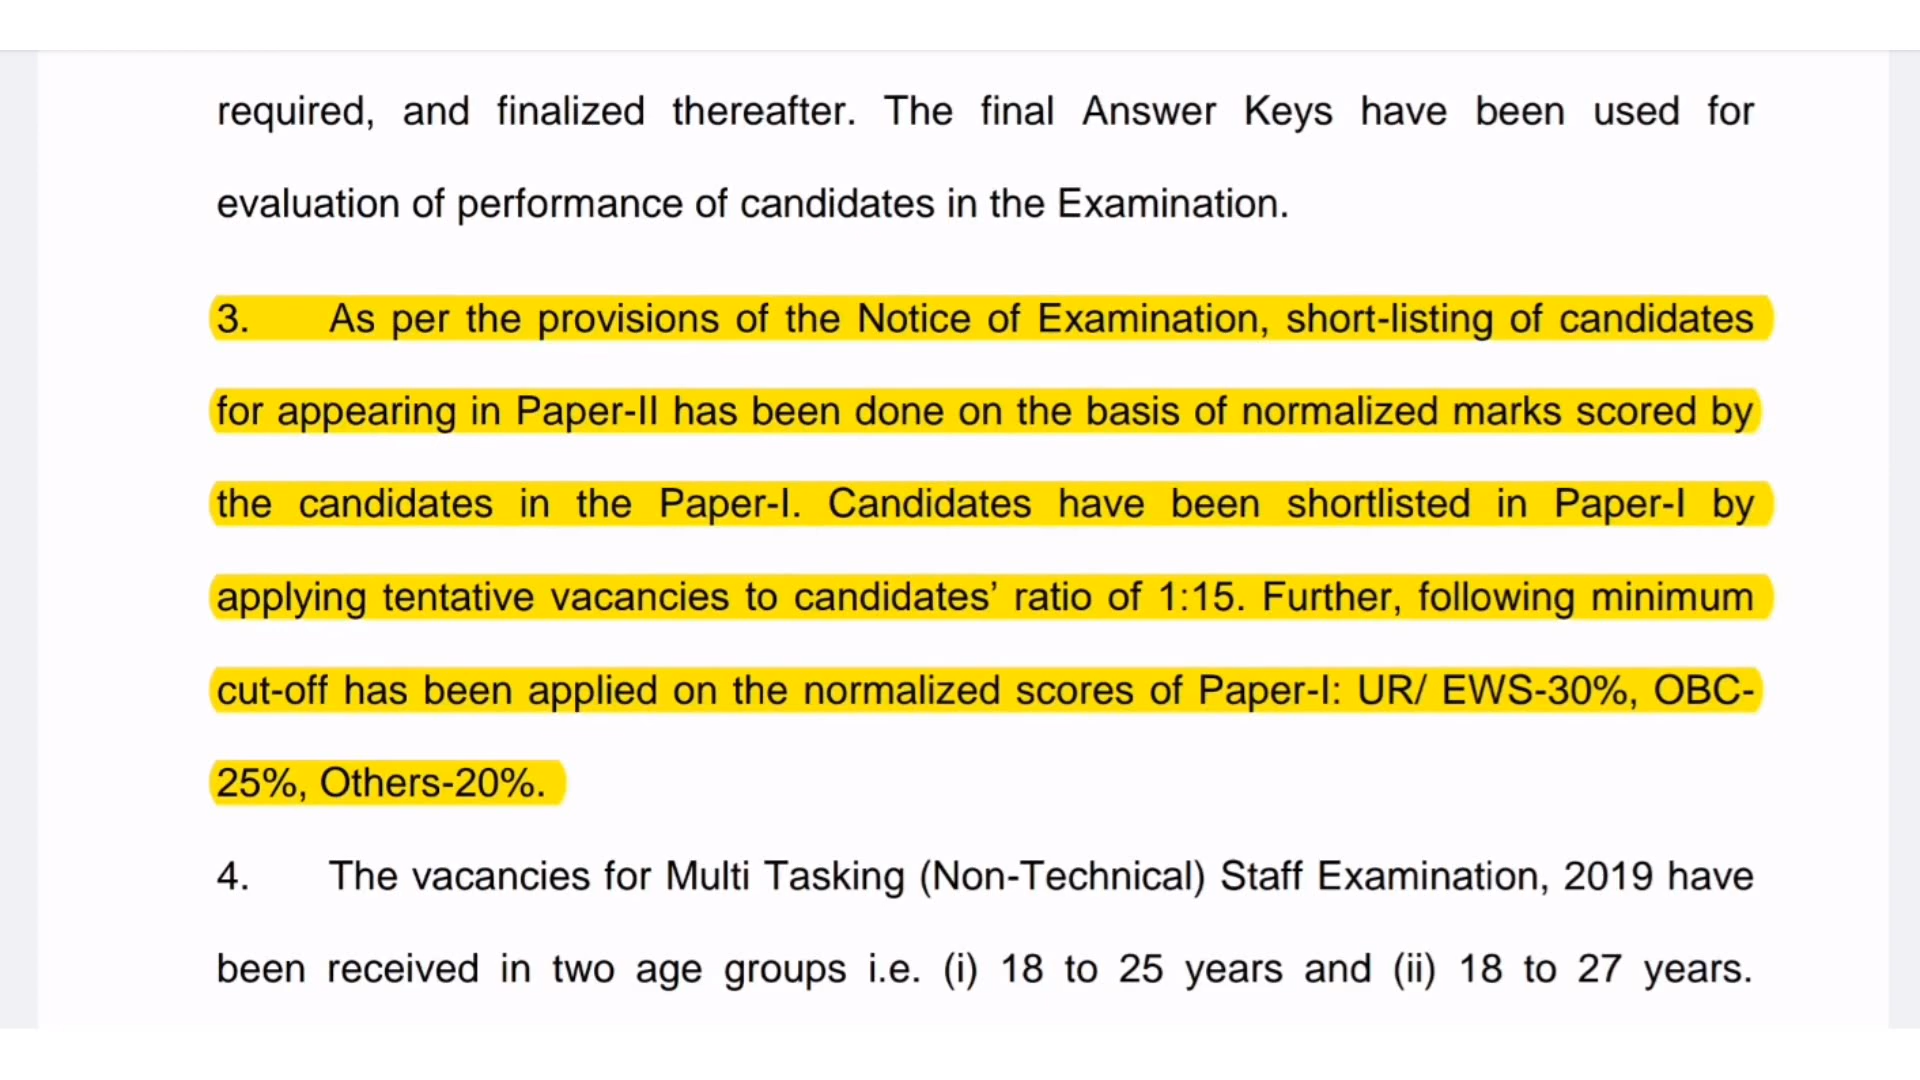 required, and finalized thereafter. The final Answer Keys have been used for
evaluation of performance of candidates in the Examination.
3. As per the provisions of the Notice of Examination, short-listing of candidates
for appearing in Paper-II has been done on the basis of normalized marks scored by
the candidates in the Paper-I. Candidates have been shortlisted in Paper-I by
applying tentative vacancies to candidates’ ratio of 1:15. Further, following minimum
cut-off has been applied on the normalized scores of Paper-I: UR/ EWS-30%, OBC-
25%, Others-20%.
4. The vacancies for Multi Tasking (Non-Technical) Staff Examination, 2019 have
been received in two age groups i.e. (i) 18 to 25 years and (ii) 18 to 27 years.